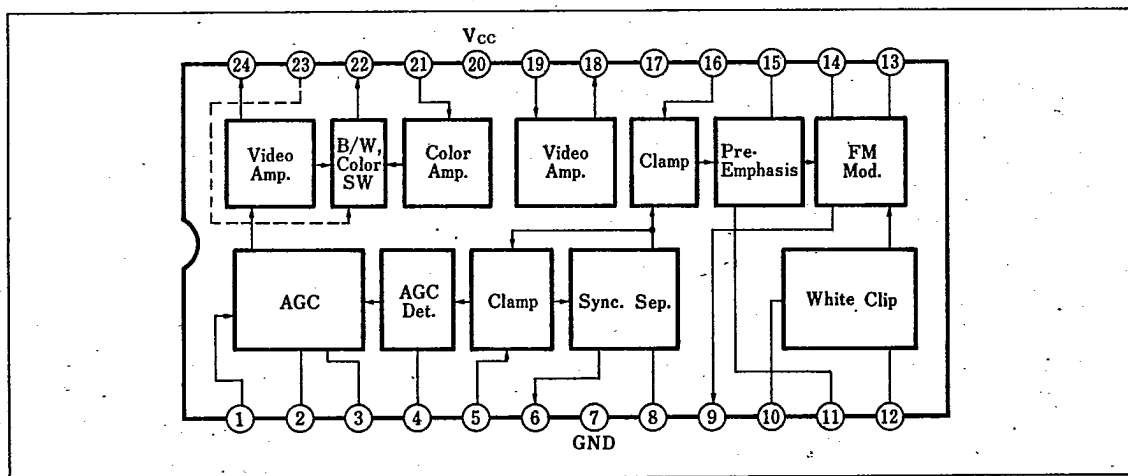 VCC
24 23 22 21 20 19 18 17 16 15 14 13
Video
Amp.
B/W,
Color
SW
Color
Amp.
Video
Amp.
Clamp
Pre-
Emphasis
FM
Mod.
AGC
AGC
Det.
Clamp
Sync. Sep.
White Clip
1 2 3 4 5 6 7 8 9 10 11 12
GND